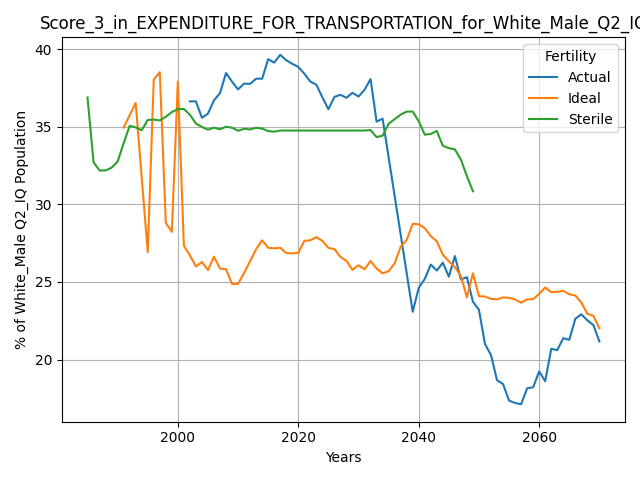 Score_3_in_EXPENDITURE_FOR_TRANSPORTATION_for_White_Male_Q2_IQ
Fertility
Actual
Ideal
Sterile
% of White_Male Q2_IQ Population
40
35
30
25
20
2000
2020
2040
2060
Years